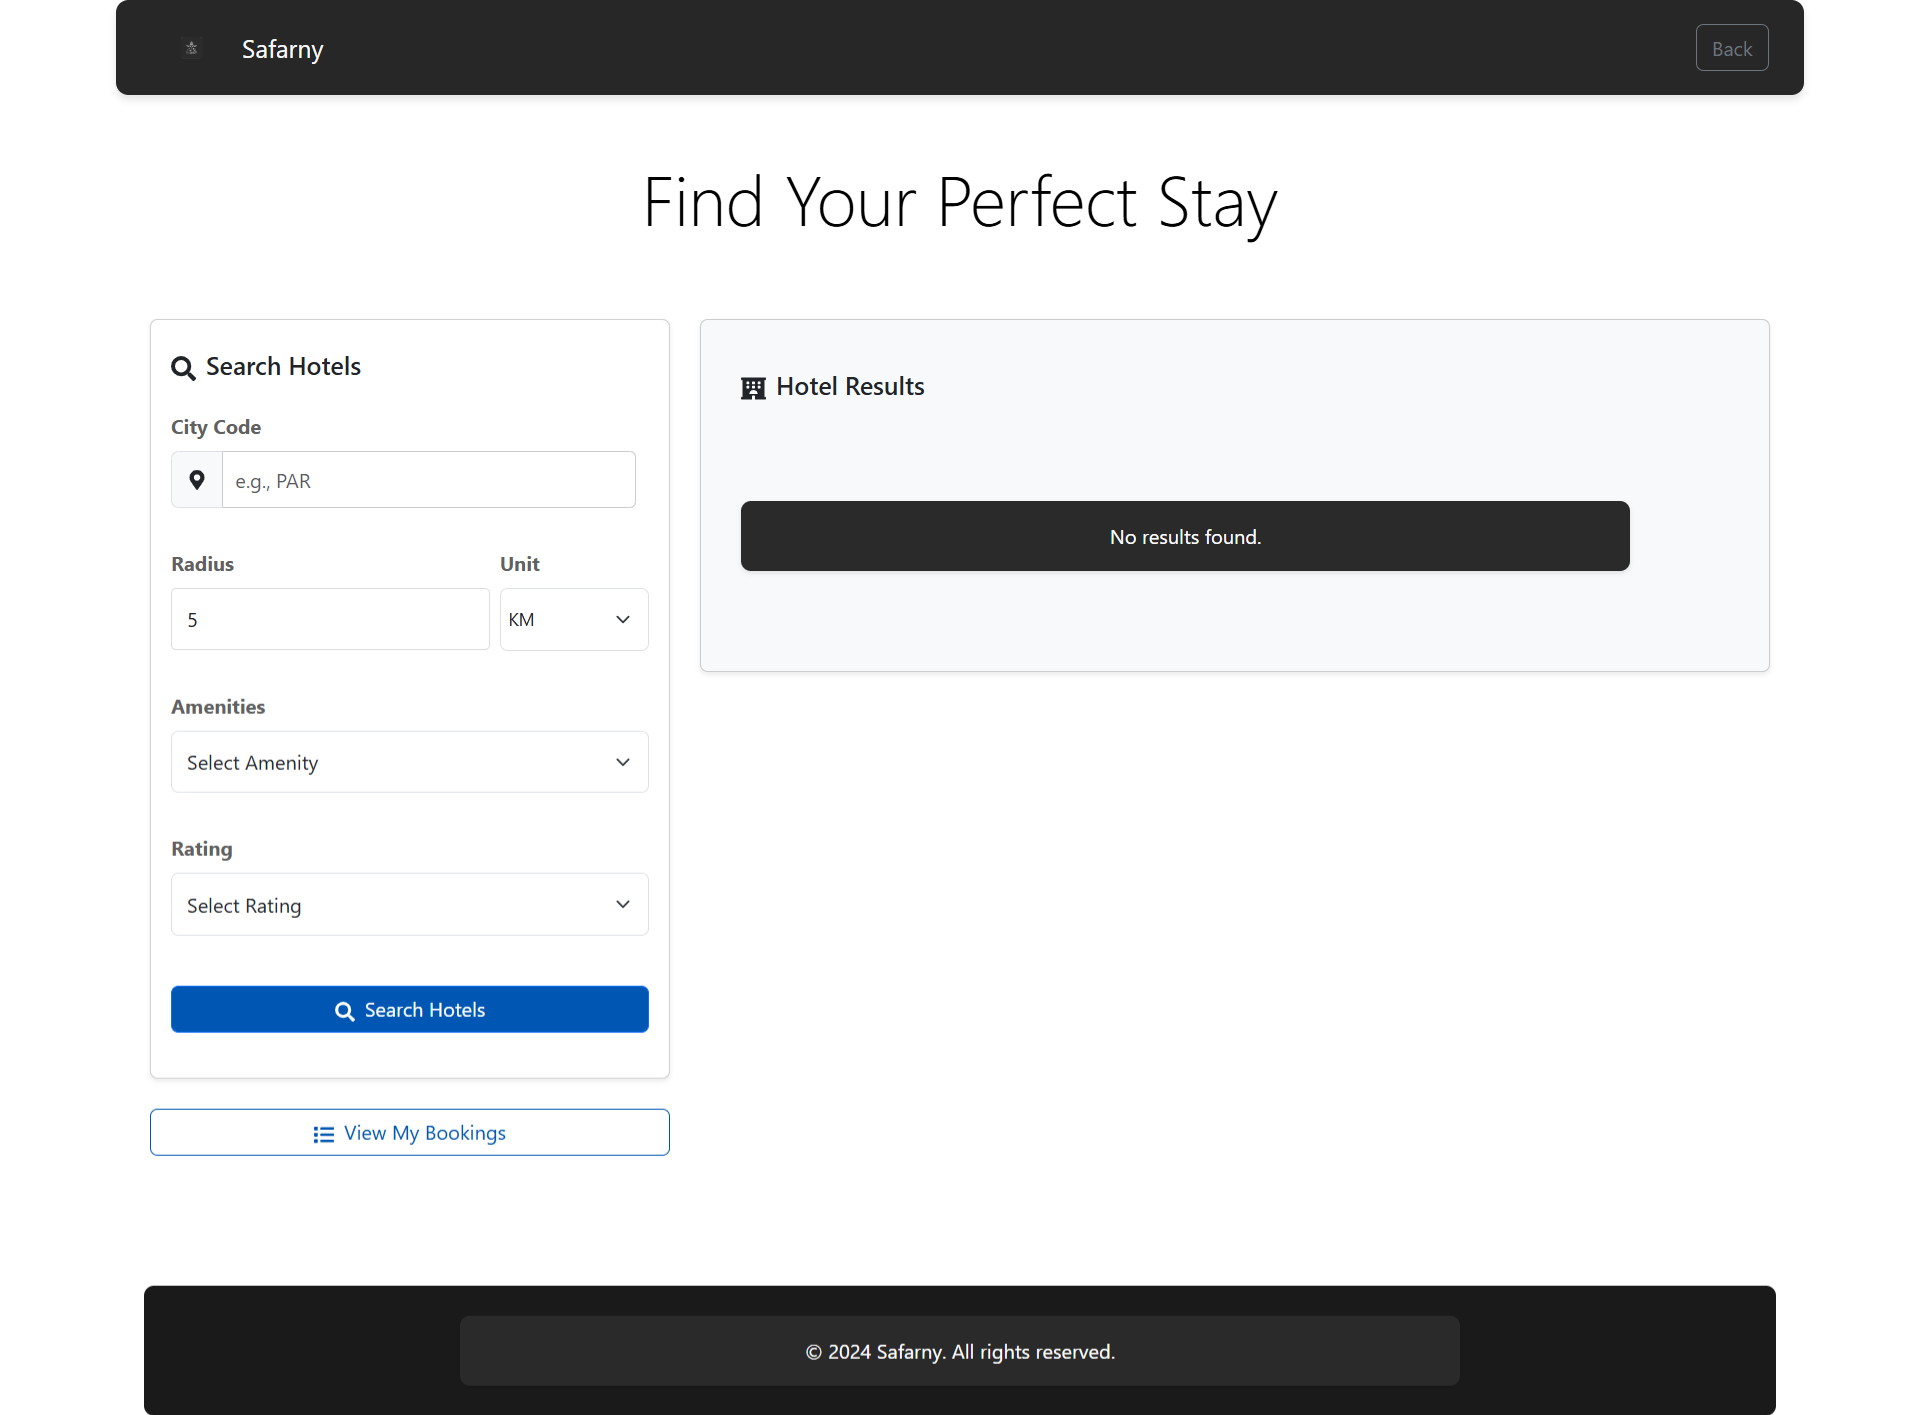 Safarny
Back
Find Your Perfect Stay
Search Hotels
City Code
e.g., PAR
Radius
Unit
5
KM
Amenities
Select Amenity
Rating
Select Rating
Search Hotels
View My Bookings
Hotel Results
No results found.
© 2024 Safarny. All rights reserved.